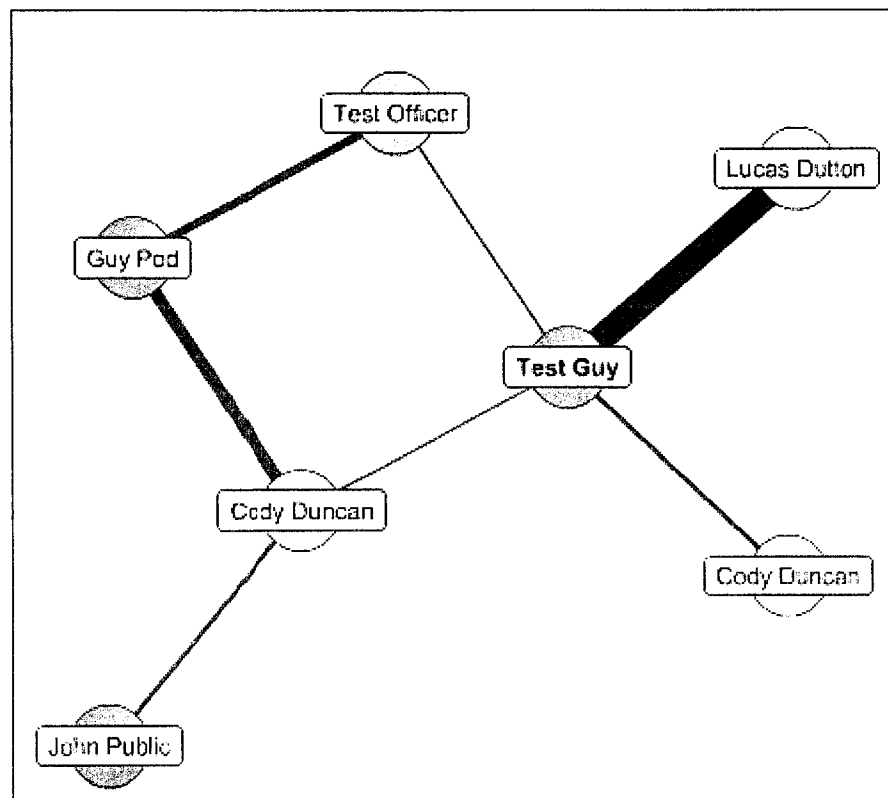 Test Officer
Lucas Dutton
Guy Pod
Test Guy
Cody Duncan
Cody Duncan
John Public